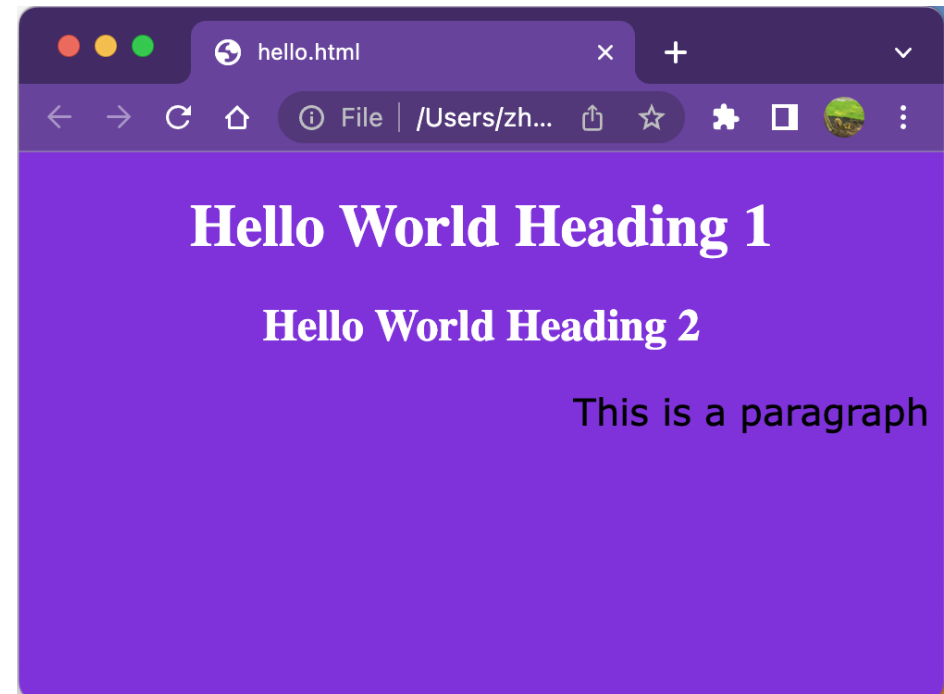 hello.html
File /Users/zh...
Hello World Heading 1
Hello World Heading 2
This is a paragraph